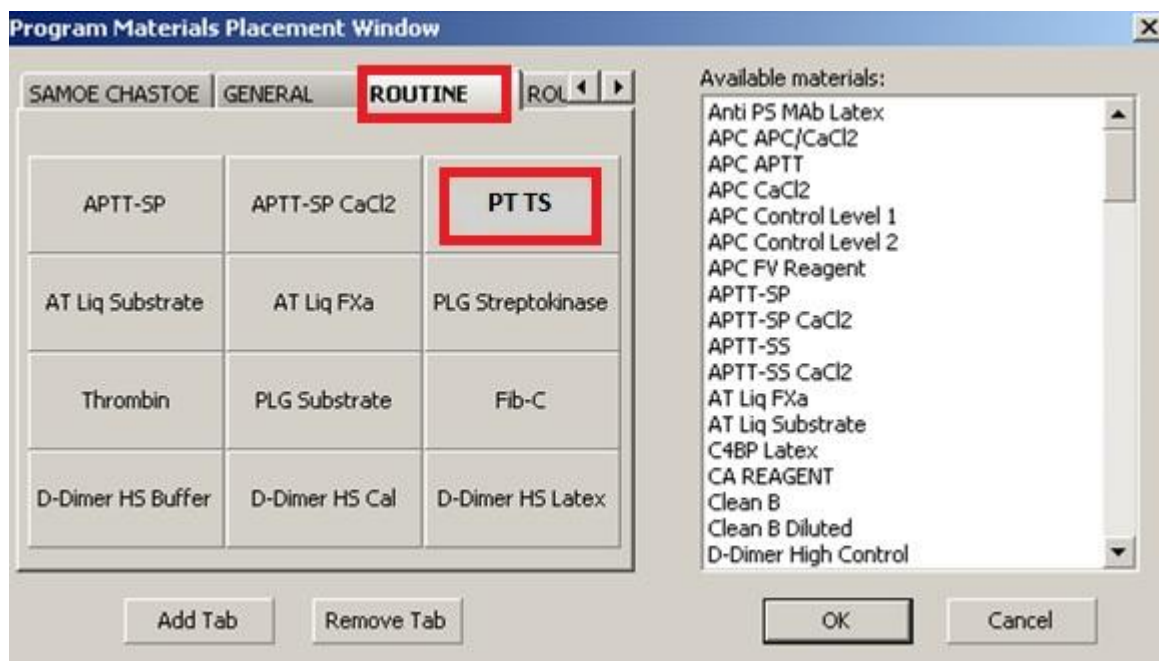 Program Materials Placement Window
SAMOE CHASTOE GENERAL ROUTINE ROU
APTT-SP APTT-SP CaCl2 PT TS
AT Liq Substrate AT Liq FXa PLG Streptokinase
Thrombin PLG Substrate Fib-C
D-Dimer HS Buffer D-Dimer HS Cal D-Dimer HS Latex
Add Tab Remove Tab
Available materials:
Anti PS MAb Latex
APC APC/CaCl2
APC APTT
APC CaCl2
APC Control Level 1
APC Control Level 2
APC FV Reagent
APTT-SP
APTT-SP CaCl2
APTT-SS
APTT-SS CaCl2
AT Liq FXa
AT Liq Substrate
C4BP Latex
CA REAGENT
Clean B
Clean B Diluted
D-Dimer High Control
OK Cancel